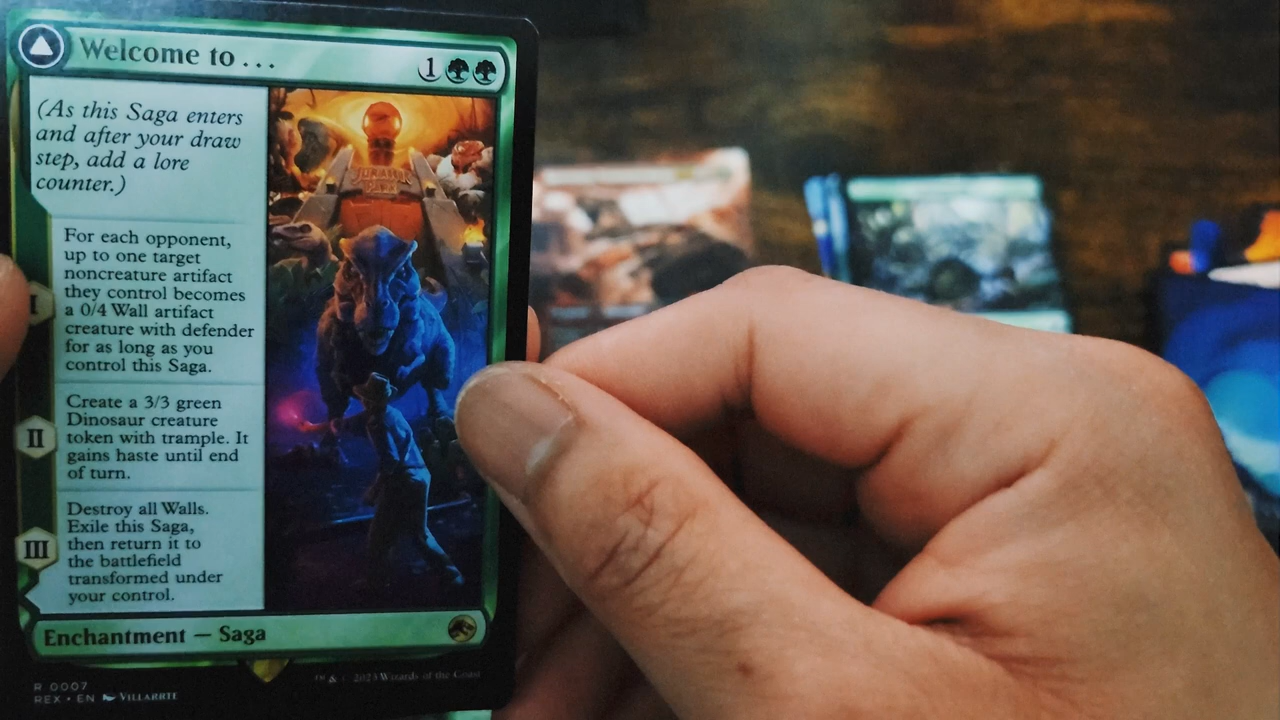 Welcome to . . .
1
(As this Saga enters
and after your draw
step, add a lore
counter.)
JURASSIC
PARK
I
For each opponent,
up to one target
noncreature artifact
they control becomes
a 0/4 Wall artifact
creature with defender
for as long as you
control this Saga.
II
Create a 3/3 green
Dinosaur creature
token with trample. It
gains haste until end
of turn.
III
Destroy all Walls.
Exile this Saga,
then return it to
the battlefield
transformed under
your control.
Enchantment — Saga
R 0007
REX • EN VILLARRTE
™ & © 2023 Wizards of the Coast